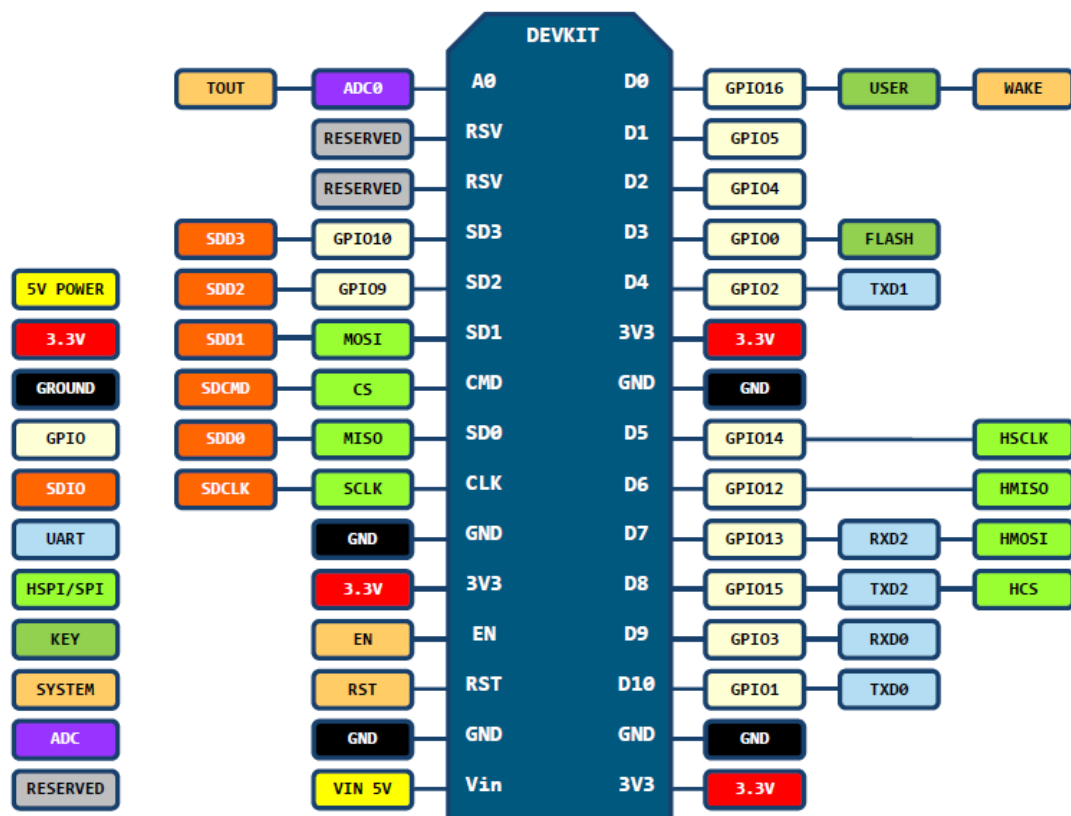 DEVKIT
TOUT ADC0 A0 D0 GPIO16 USER WAKE
RESERVED RSV D1 GPIO5
RESERVED RSV D2 GPIO4
SDD3 GPIO10 SD3 D3 GPIO0 FLASH
5V POWER SDD2 GPIO9 SD2 D4 GPIO2 TXD1
3.3V SDD1 MOSI SD1 3V3 3.3V
GROUND SDCMD CS CMD GND GND
GPIO SDD0 MISO SD0 D5 GPIO14 HSCLK
SDIO SDCLK SCLK CLK D6 GPIO12 HMISO
UART GND GND D7 GPIO13 RXD2 HMOSI
HSPI/SPI 3.3V 3V3 D8 GPIO15 TXD2 HCS
KEY EN EN D9 GPIO3 RXD0
SYSTEM RST RST D10 GPIO1 TXD0
ADC GND GND GND GND
RESERVED VIN 5V Vin 3V3 3.3V